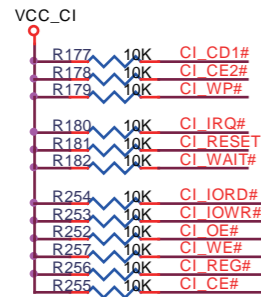 VCC_CI
R177 10K CI_CD1#
R178 10K CI_CE2#
R179 10K CI_WP#
R180 10K CI_IRQ#
R181 10K CI_RESET
R182 10K CI_WAIT#
R254 10K CI_IORD#
R253 10K CI_IOWR#
R252 10K CI_OE#
R257 10K CI_WE#
R256 10K CI_REG#
R255 10K CI_CE#